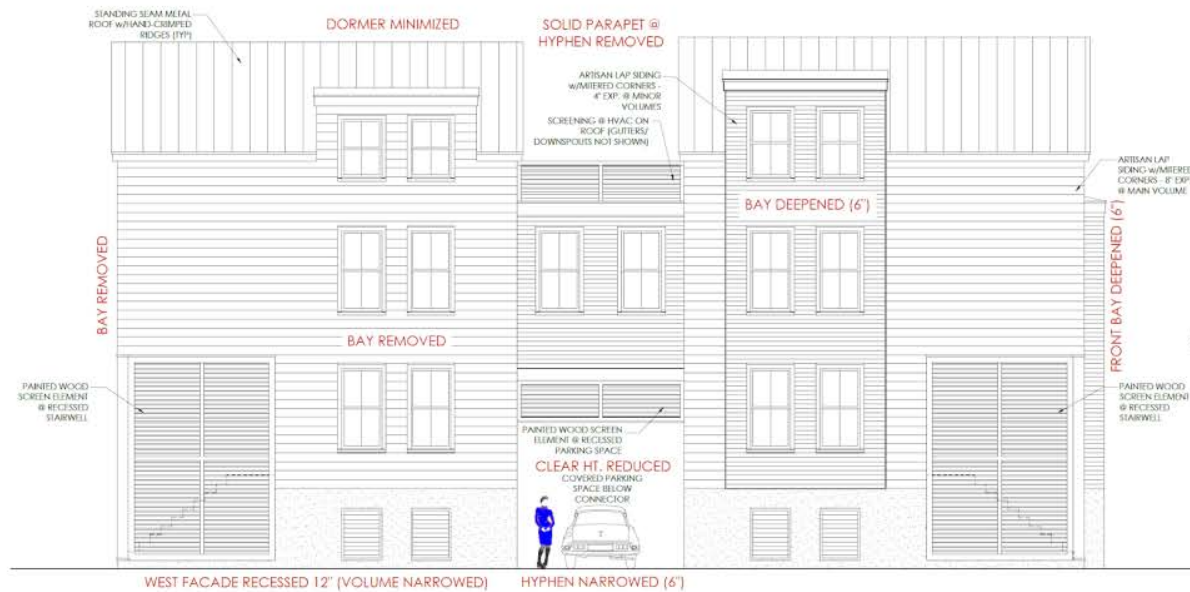 STANDING SEAM METAL
ROOF w/HAND-CRIMPED
RIDGES (TYP)
DORMER MINIMIZED
SOLID PARAPET @
HYPHEN REMOVED
ARTISAN LAP SIDING
w/MITERED CORNERS -
4" EXP. @ MINOR
VOLUMES
SCREENING @ HVAC ON
ROOF (GUTTERS/
DOWNSPOUTS NOT SHOWN)
ARTISAN LAP
SIDING w/MITERED
CORNERS - 8" EXP
@ MAIN VOLUME
BAY DEEPENED (6")
BAY REMOVED
FRONT BAY DEEPENED (6")
BAY REMOVED
PAINTED WOOD
SCREEN ELEMENT
@ RECESSED
STAIRWELL
PAINTED WOOD
SCREEN ELEMENT
@ RECESSED
STAIRWELL
PAINTED WOOD SCREEN
ELEMENT @ RECESSED
PARKING SPACE
CLEAR HT. REDUCED
COVERED PARKING
SPACE BELOW
CONNECTOR
WEST FACADE RECESSED 12" (VOLUME NARROWED)
HYPHEN NARROWED (6")